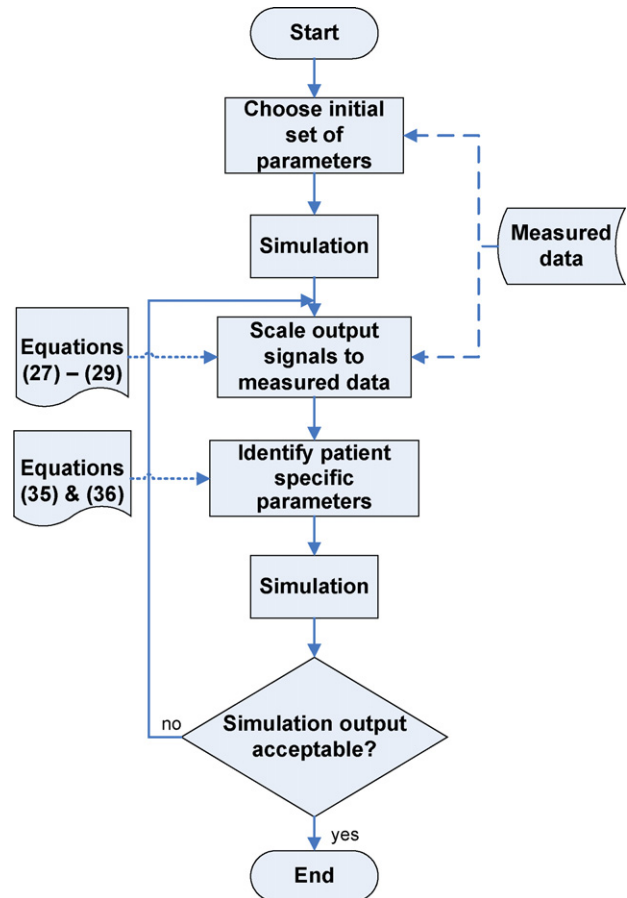 Start
Choose initial
set of
parameters
Simulation
Measured
data
Equations
(27) – (29)
Scale output
signals to
measured data
Equations
(35) & (36)
Identify patient
specific
parameters
Simulation
no
Simulation output
acceptable?
yes
End